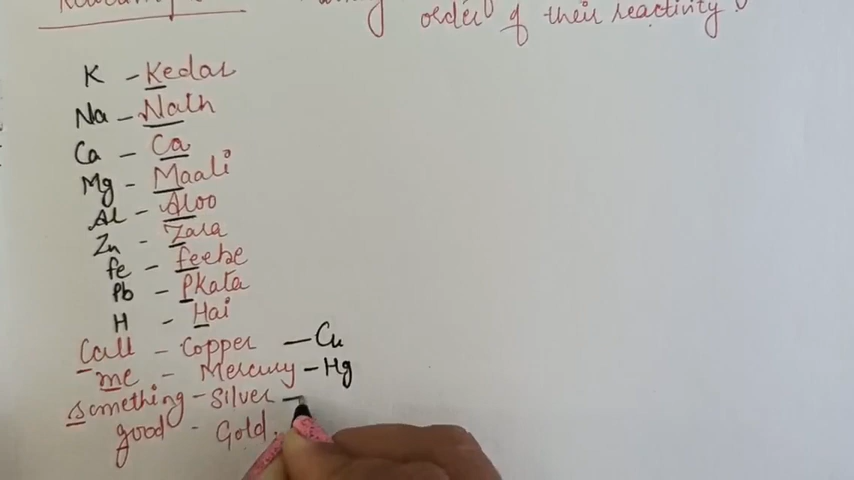 order of their reactivity
K - Kedar
Na - Nath
Ca - Ca
Mg - Maali
Al - Aloo
Zn - Zara
fe - feeke
Pb - Pkata
H - Hai
Call - Copper - Cu
me - Mercury - Hg
something - Silver -
good - Gold.